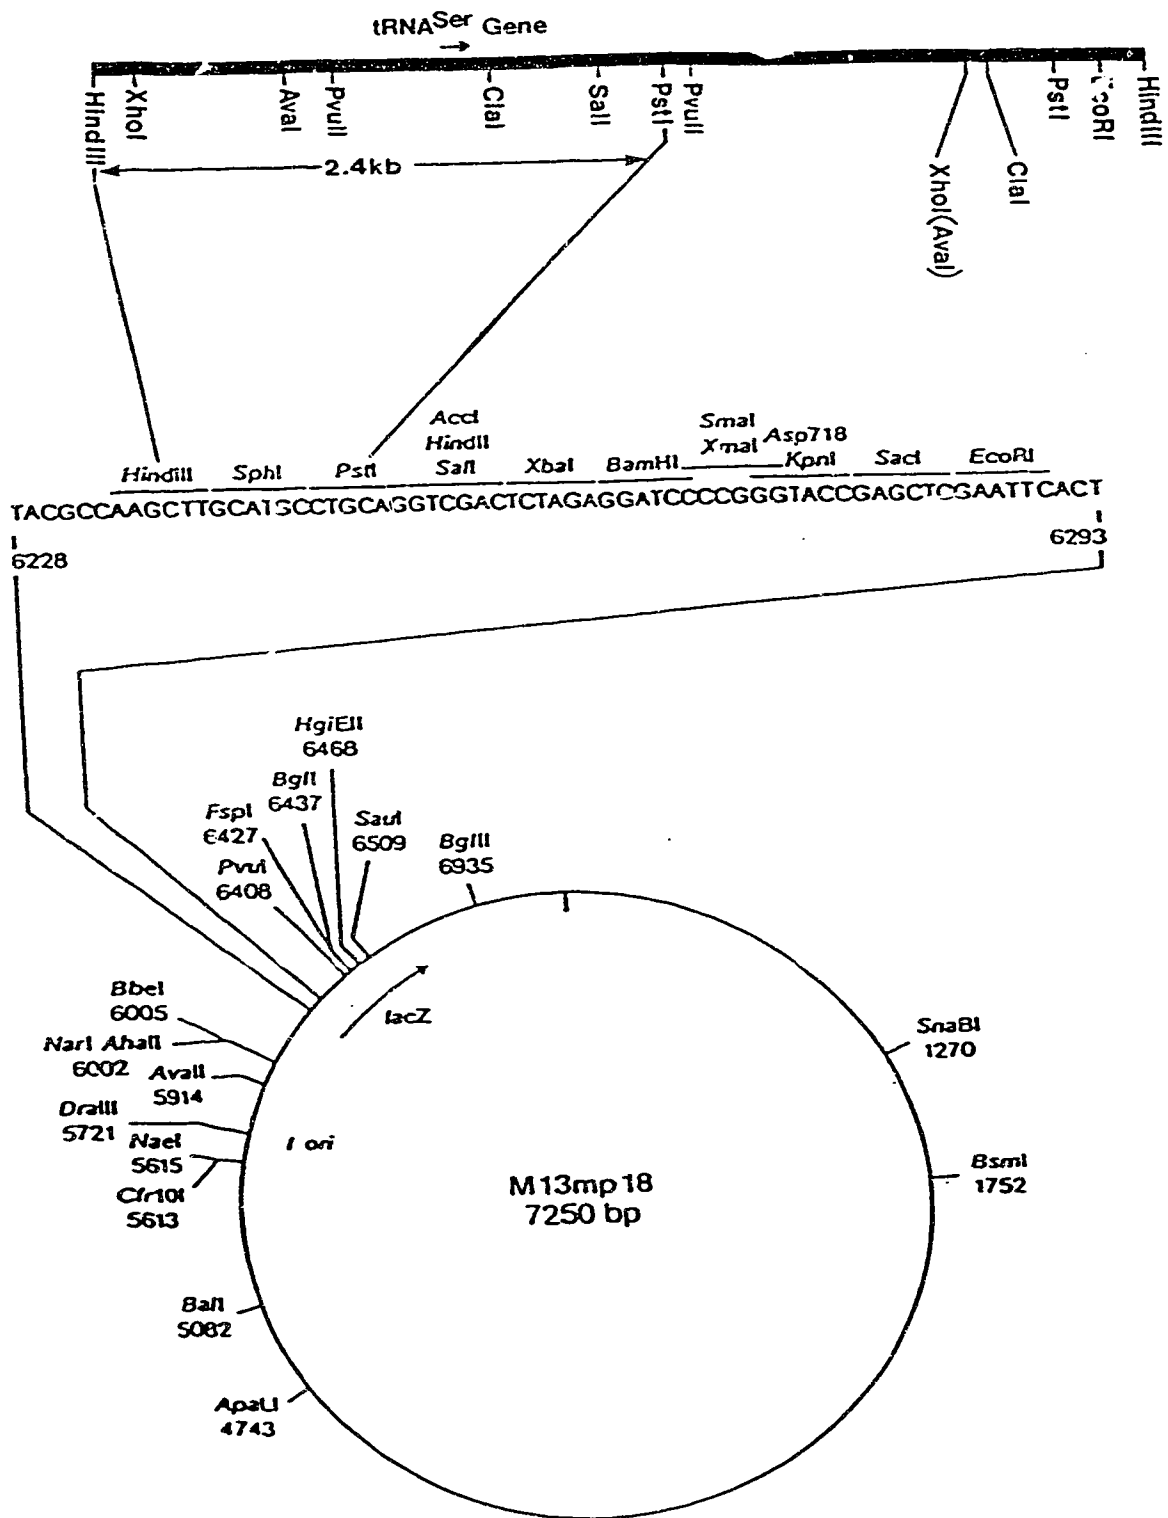 tRNASer Gene
HindIII
XhoI
AvaI
PvuII
ClaI
SalI
PstI
PvuII
XhoI(AvaI)
ClaI
PstI
EcoRI
HindIII
2.4kb
AccI
HindII
SalI
SmaI
XmaI
Asp718
KpnI
HindIII
SphI
PstI
XbaI
BamHI
SacI
EcoRI
TACGCCAAGCTTGCATGCCTGCAGGTCGACTCTAGAGGATCCCCGGGTACCGAGCTCGAATTCACT
6228
6293
HgiEII
6468
BglI
6437
FspI
6427
SauI
6509
BglII
6935
PvuI
6408
BbeI
6005
NarI AhaII
6002
AvaII
5914
DraIII
5721
NaeI
5615
Cfr10I
5613
BalI
5082
ApaLI
4743
lacZ
f ori
SnaBI
1270
BsmI
1752
M13mp18
7250 bp